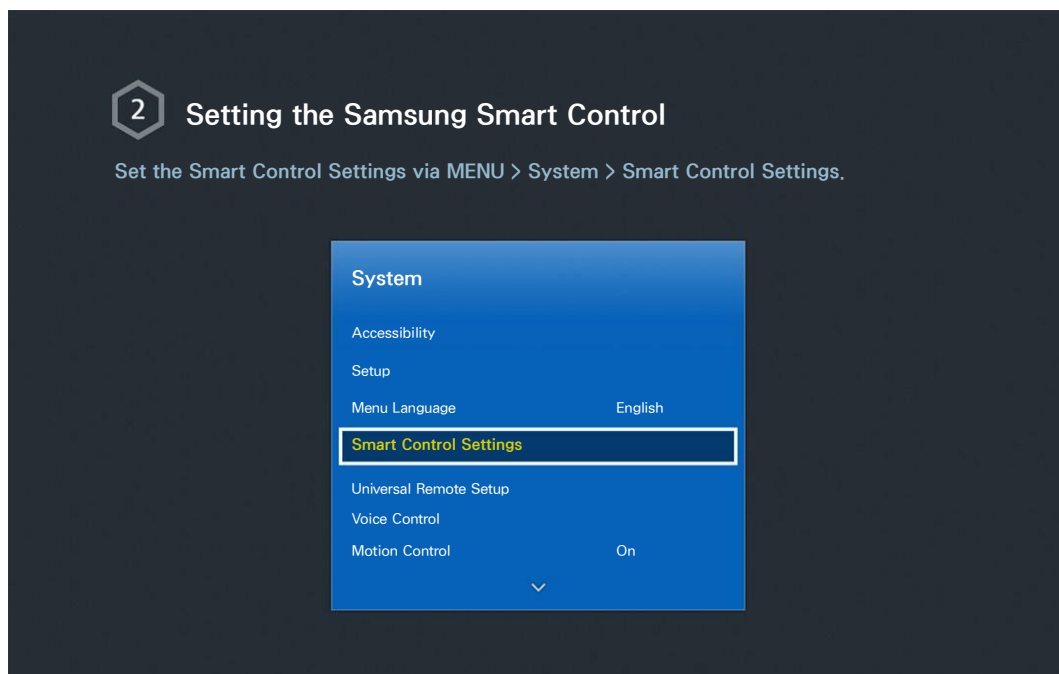 2
Setting the Samsung Smart Control
Set the Smart Control Settings via MENU > System > Smart Control Settings.
System
Accessibility
Setup
Menu Language English
Smart Control Settings
Universal Remote Setup
Voice Control
Motion Control On